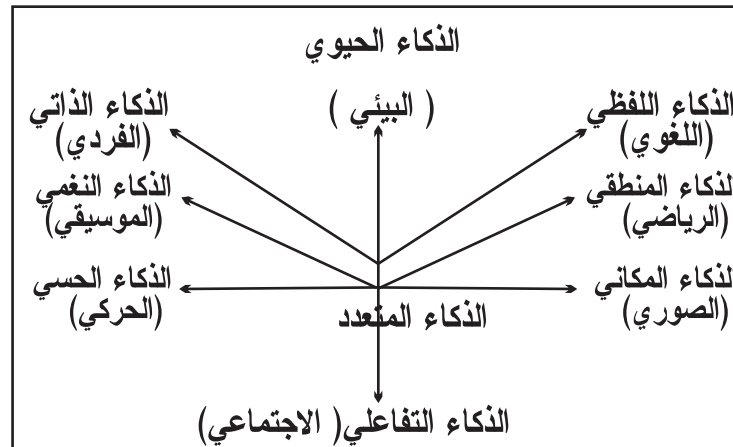 الذكاء الحيوي
( البيئي )
الذكاء اللفظي
(اللغوي)
الذكاء الذاتي
(الفردي)
لذكاء المنطقي
(الرياضي)
الذكاء النغمي
(الموسيقي)
لذكاء المكاني
(الصوري)
الذكاء الحسي
(الحركي)
الذكاء المتعدد
الذكاء التفاعلي( الاجتماعي)